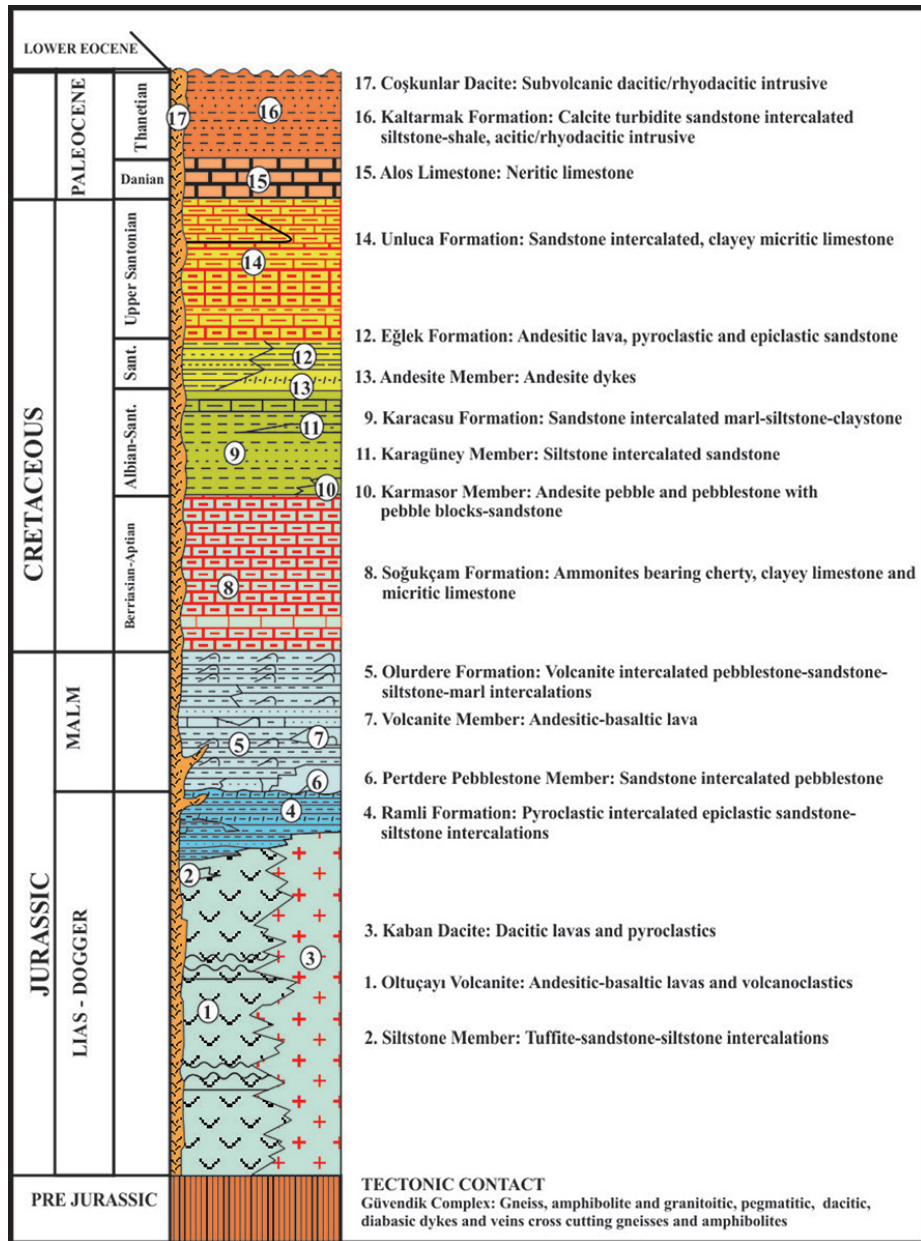 LOWER EOCENE
PALEOCENE
Thanetian
Danian
CRETACEOUS
Upper Santonian
Sant.
Albian-Sant.
Berriasian-Aptian
JURASSIC
MALM
LIAS - DOGGER
PRE JURASSIC
17
16
15
14
12
13
11
9
10
8
7
5
6
4
2
3
1
17. Coşkunlar Dacite: Subvolcanic dacitic/rhyodacitic intrusive
16. Kaltarmak Formation: Calcite turbidite sandstone intercalated
siltstone-shale, acitic/rhyodacitic intrusive
15. Alos Limestone: Neritic limestone
14. Unluca Formation: Sandstone intercalated, clayey micritic limestone
12. Eğlek Formation: Andesitic lava, pyroclastic and epiclastic sandstone
13. Andesite Member: Andesite dykes
9. Karacasu Formation: Sandstone intercalated marl-siltstone-claystone
11. Karagüney Member: Siltstone intercalated sandstone
10. Karmasor Member: Andesite pebble and pebblestone with
pebble blocks-sandstone
8. Soğukçam Formation: Ammonites bearing cherty, clayey limestone and
micritic limestone
5. Olurdere Formation: Volcanite intercalated pebblestone-sandstone-
siltstone-marl intercalations
7. Volcanite Member: Andesitic-basaltic lava
6. Pertdere Pebblestone Member: Sandstone intercalated pebblestone
4. Ramli Formation: Pyroclastic intercalated epiclastic sandstone-
siltstone intercalations
3. Kaban Dacite: Dacitic lavas and pyroclastics
1. Oltuçayı Volcanite: Andesitic-basaltic lavas and volcanoclastics
2. Siltstone Member: Tuffite-sandstone-siltstone intercalations
TECTONIC CONTACT
Güvendik Complex: Gneiss, amphibolite and granitoitic, pegmatitic, dacitic,
diabasic dykes and veins cross cutting gneisses and amphibolites